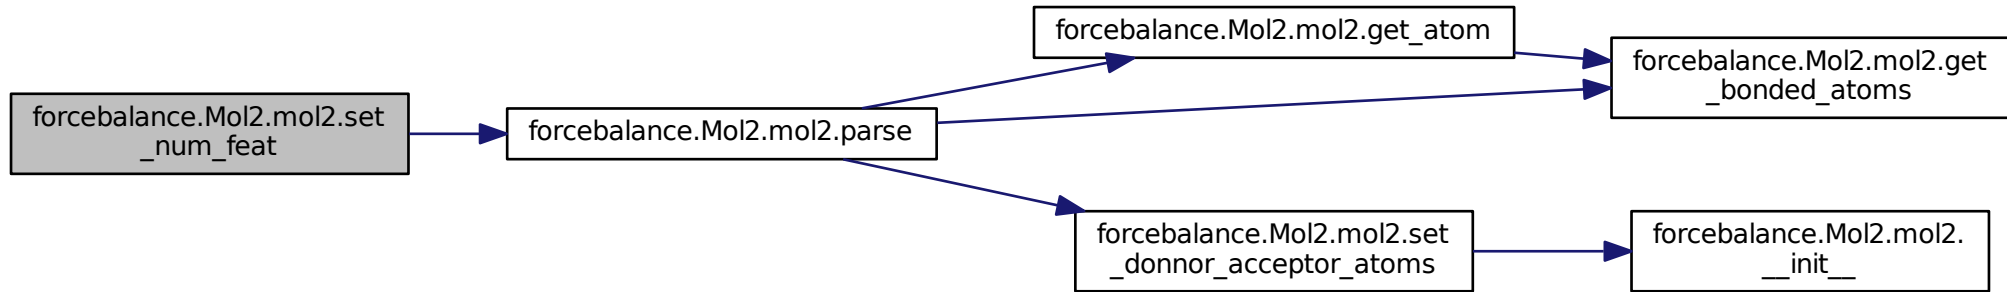 forcebalance.Mol2.mol2.set
_num_feat
forcebalance.Mol2.mol2.parse
forcebalance.Mol2.mol2.get_atom
forcebalance.Mol2.mol2.get
_bonded_atoms
forcebalance.Mol2.mol2.set
_donnor_acceptor_atoms
forcebalance.Mol2.mol2.
__init__